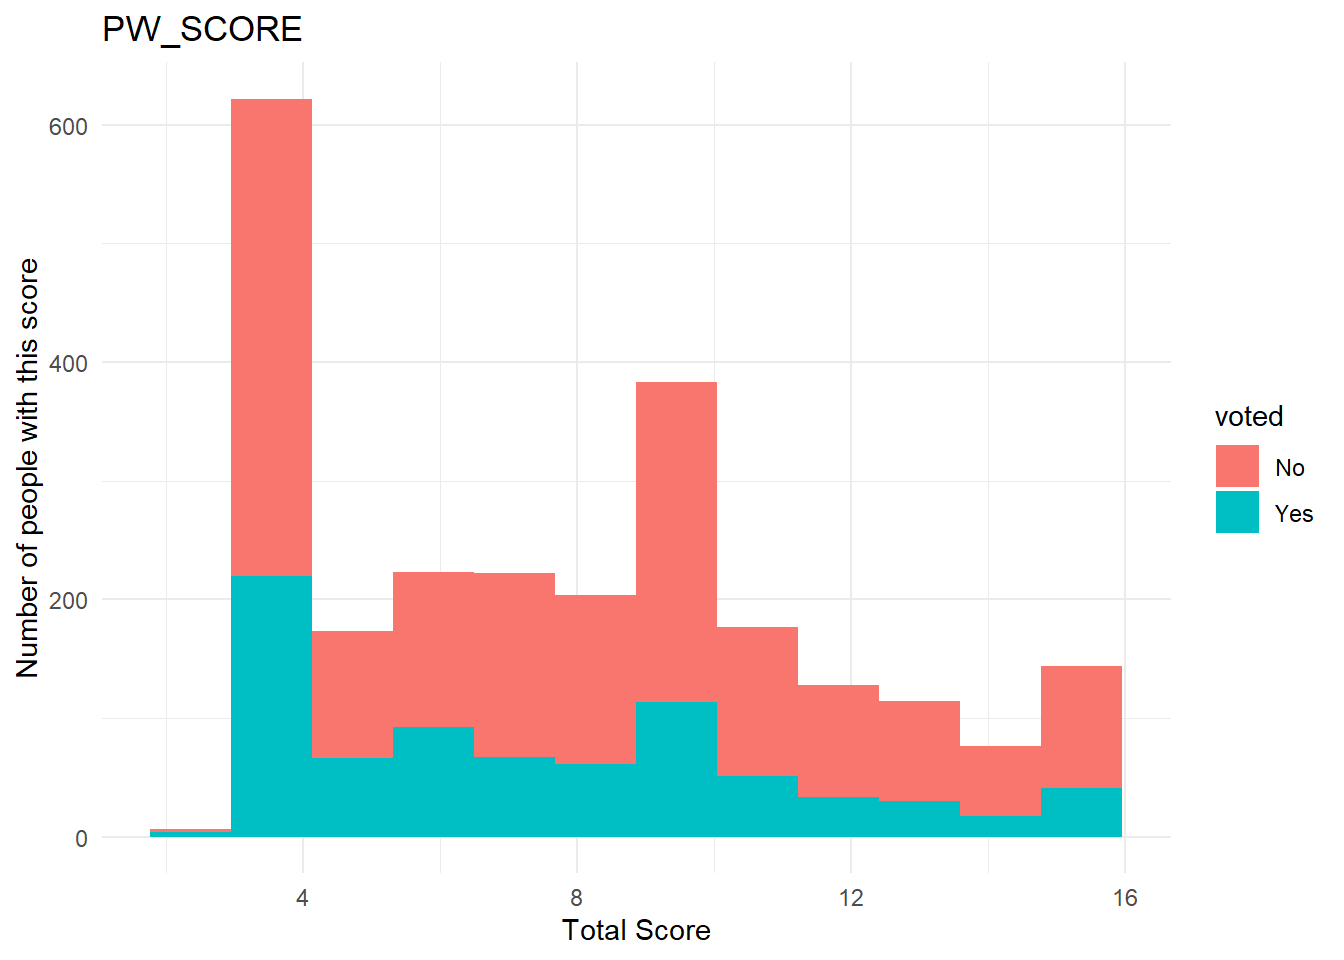 PW_SCORE
600
400
200
0
Number of people with this score
4
8
12
16
Total Score
voted
No
Yes